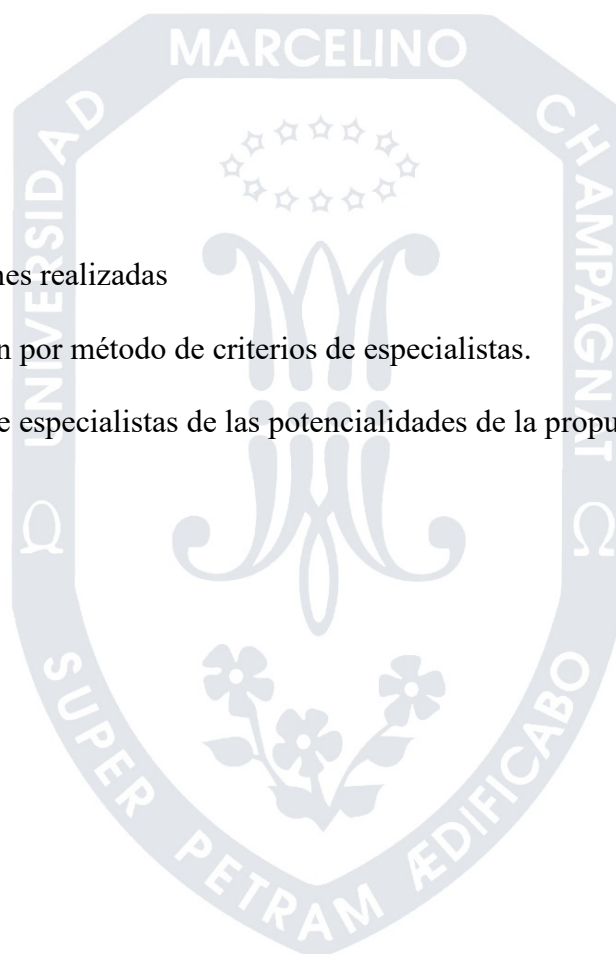 MARCELINO
UNIVERSIDAD
CHAMPAGNAT
nes realizadas
n por método de criterios de especialistas.
e especialistas de las potencialidades de la propu
SUPER PETRAM ÆDIFICABO